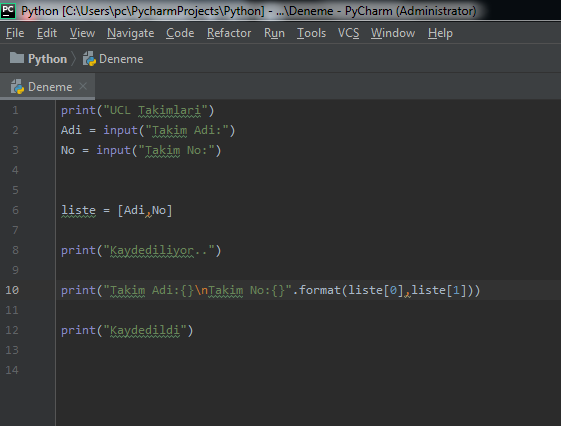 PC Python [C:\Users\pc\PycharmProjects\Python] - ...\Deneme - PyCharm (Administrator)
File Edit View Navigate Code Refactor Run Tools VCS Window Help
Python Deneme
Deneme
1 print("UCL Takimlari")
2 Adi = input("Takim Adi:")
3 No = input("Takim No:")
4
5
6 liste = [Adi,No]
7
8 print("Kaydediliyor..")
9
10 print("Takim Adi:{}\nTakim No:{}".format(liste[0],liste[1]))
11
12 print("Kaydedildi")
13
14